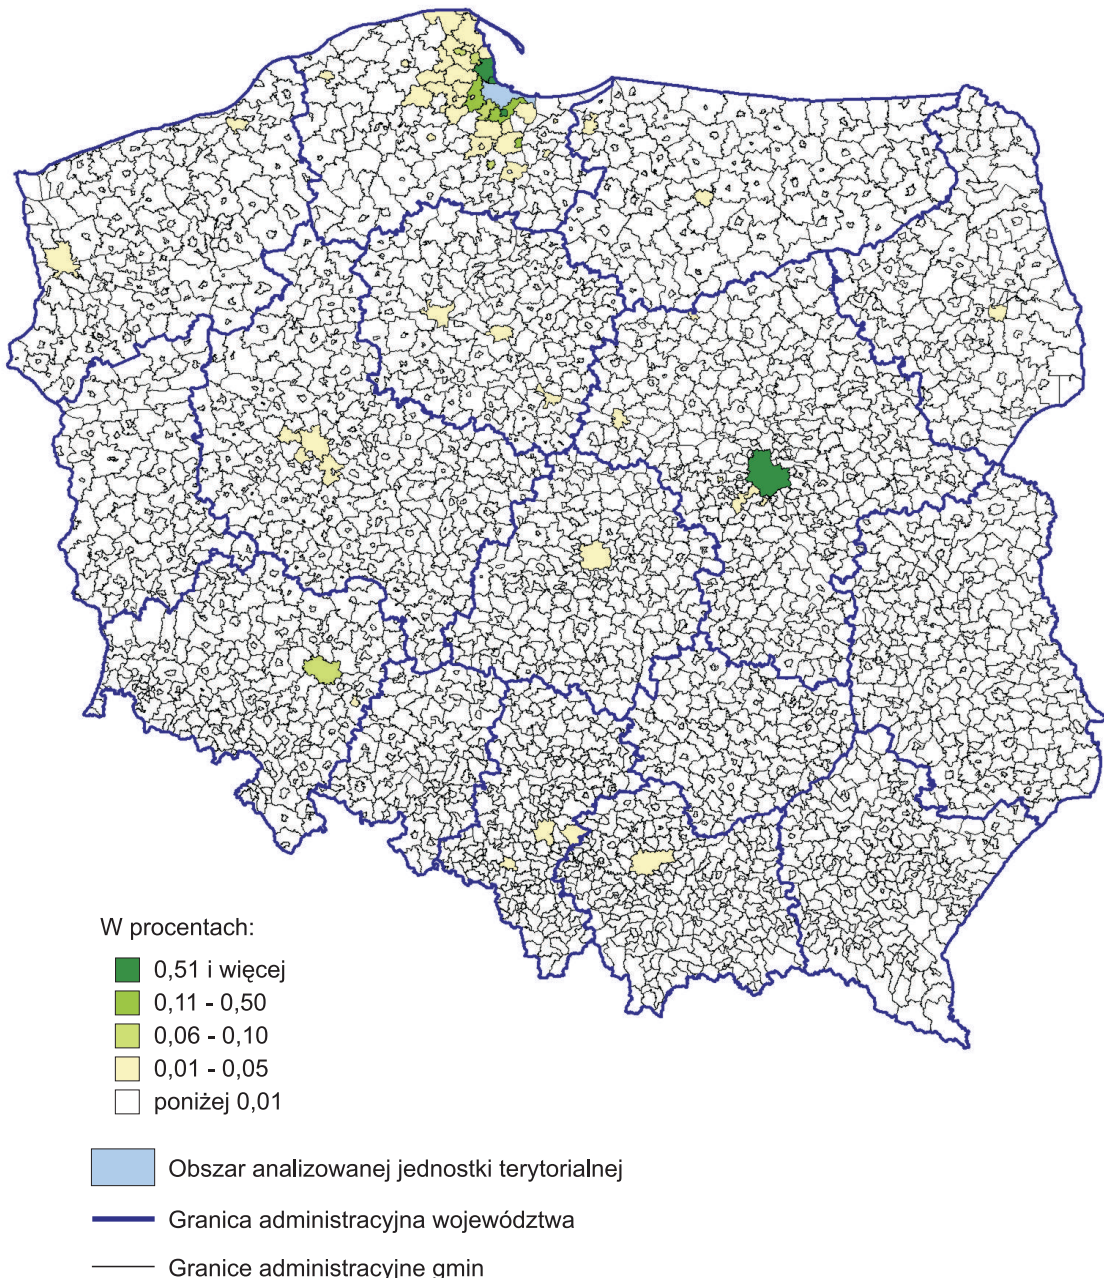 W procentach:
0,51 i więcej
0,11 - 0,50
0,06 - 0,10
0,01 - 0,05
poniżej 0,01
Obszar analizowanej jednostki terytorialnej
Granica administracyjna województwa
Granice administracyjne gmin